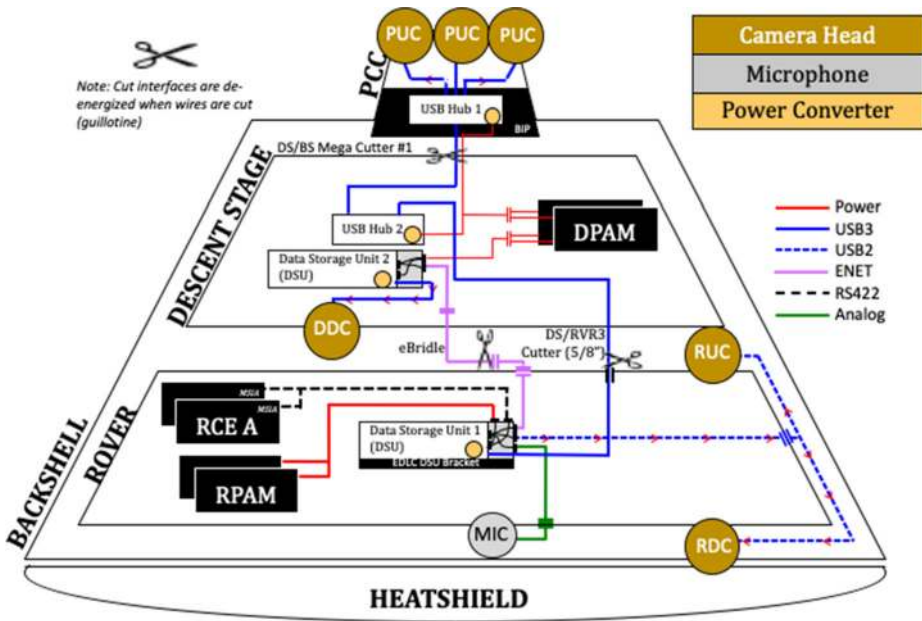 PUC PUC PUC
PCC
Note: Cut interfaces are de-
energized when wires are cut
(guillotine)
Camera Head
Microphone
Power Converter
USB Hub 1
BIP
DS/BS Mega Cutter #1
DESCENT STAGE
USB Hub 2
DPAM
Data Storage Unit 2
(DSU)
Power
USB3
USB2
ENET
RS422
Analog
DDC
eBridle
DS/RVR3
Cutter (5/8")
RUC
BACKSHELL
ROVER
MSIA
MSIA
RCE A
Data Storage Unit 1
(DSU)
EDLC DSU Bracket
RPAM
MIC
RDC
HEATSHIELD